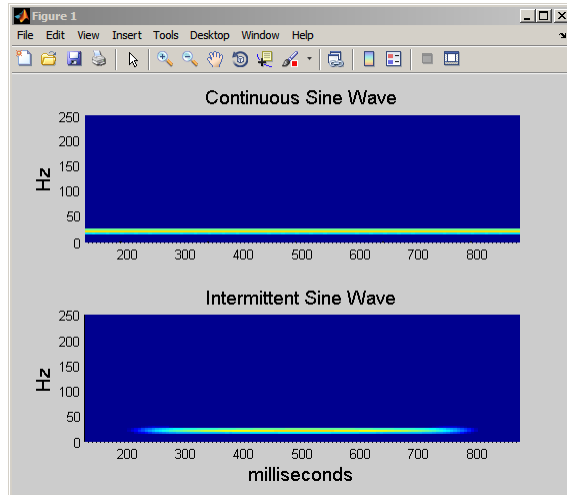 Figure 1
File Edit View Insert Tools Desktop Window Help
Continuous Sine Wave
250
200
150
100
50
0
Hz
200 300 400 500 600 700 800
Intermittent Sine Wave
250
200
150
100
50
0
Hz
200 300 400 500 600 700 800
milliseconds